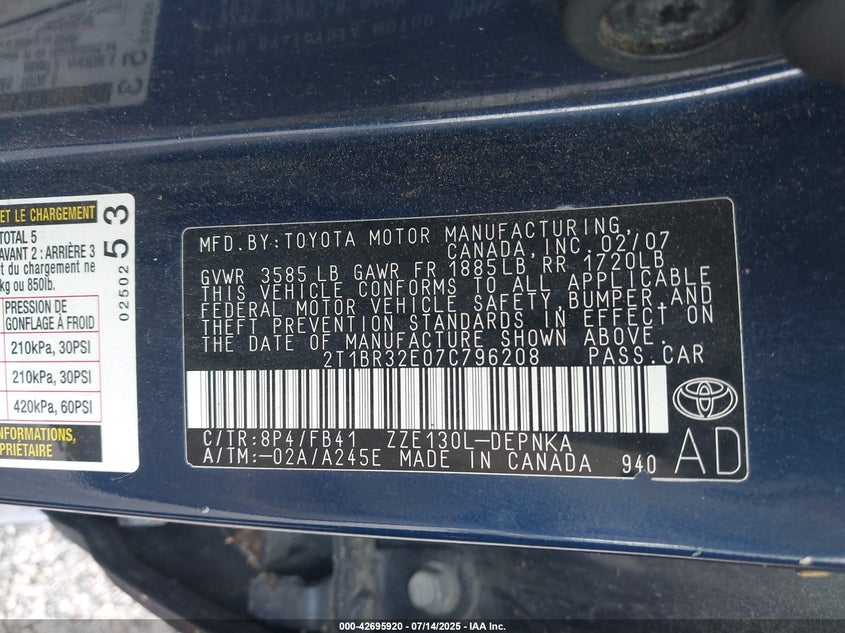 ET LE CHARGEMENT
TOTAL 5
AVANT 2 : ARRIÈRE 3
du chargement ne
kg ou 850lb.
PRESSION DE
GONFLAGE À FROID
210kPa, 30PSI
210kPa, 30PSI
420kPa, 60PSI
INFORMATIONS,
0250253
MFD. BY: TOYOTA MOTOR MANUFACTURING,
CANADA, INC. 02/07
GVWR 3585 LB GAWR FR 1885LB RR 1720LB
THIS VEHICLE CONFORMS TO ALL APPLICABLE
FEDERAL MOTOR VEHICLE SAFETY, BUMPER, AND
THEFT PREVENTION STANDARDS IN EFFECT ON
THE DATE OF MANUFACTURE SHOWN ABOVE.
2T1BR32E07C796208 PASS. CAR
C/TR: 8P4/FB41 ZZE130L-DEPNKA
A/TM: -02A/A245E MADE IN CANADA 940 AD
000-42695920 07/14/2025 - IAA Holdings, Inc.